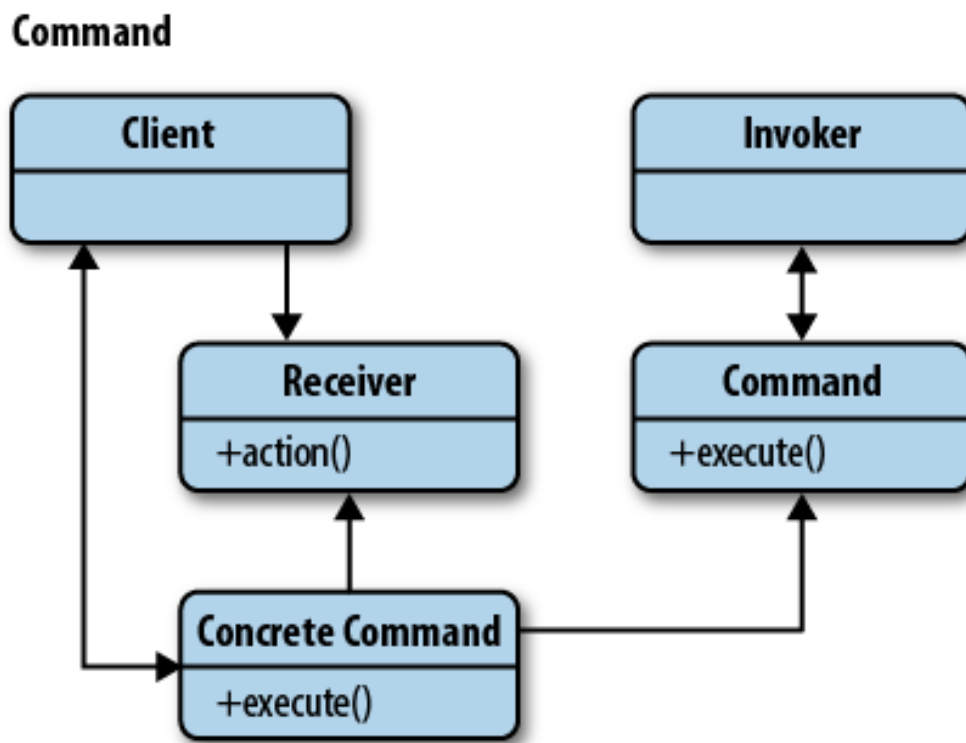 Command
Client
Invoker
Receiver
+action()
Command
+execute()
Concrete Command
+execute()